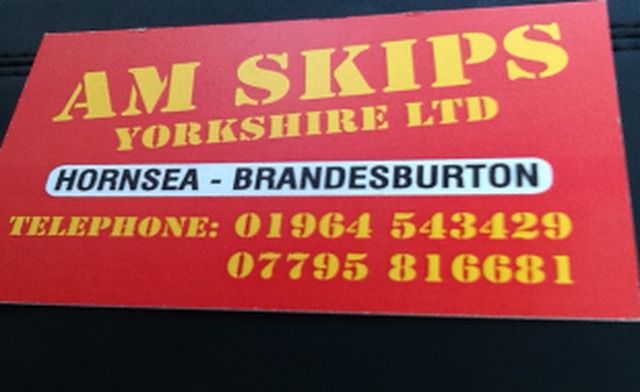 AM SKIPS
YORKSHIRE LTD
HORNSEA - BRANDESBURTON
TELEPHONE: 01964 543429
07795 816681